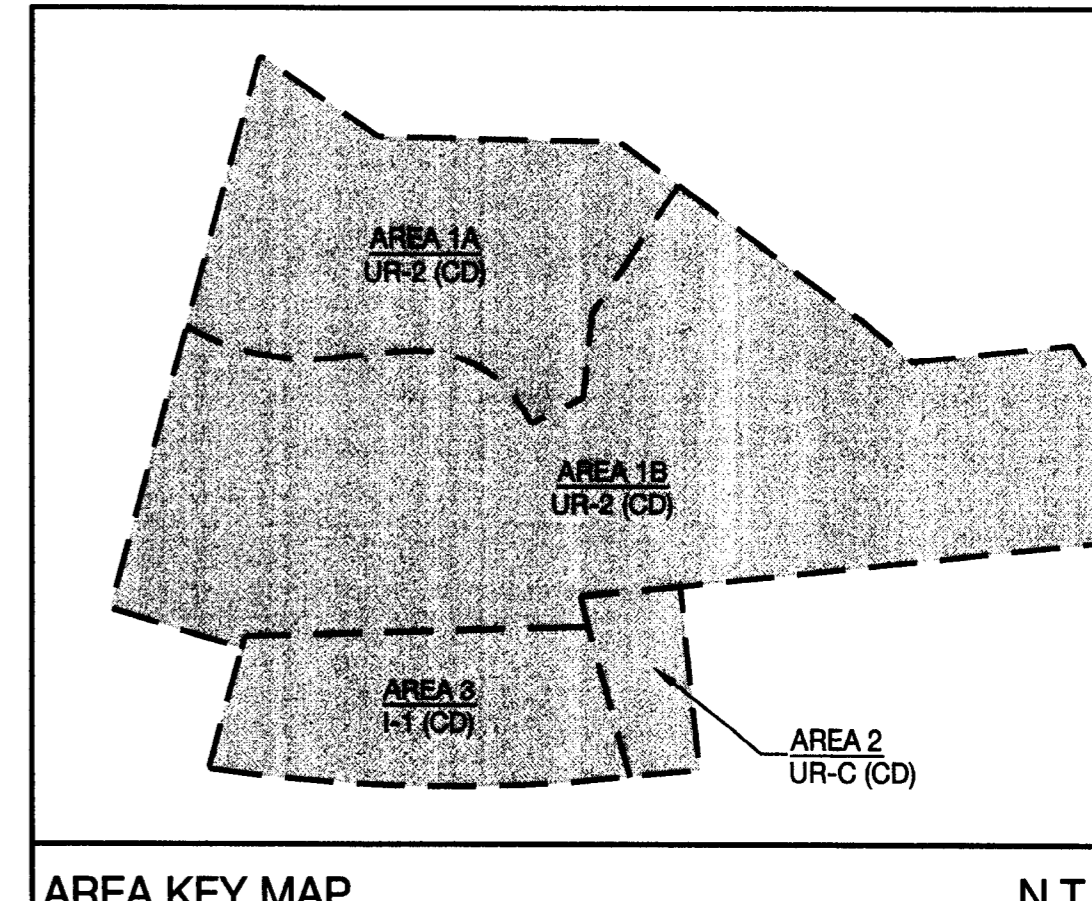 AREA 1A
UR-2 (CD)
AREA 1B
UR-2 (CD)
AREA 3
I-1 (CD)
AREA 2
UR-C (CD)
AREA KEY MAP
N.T